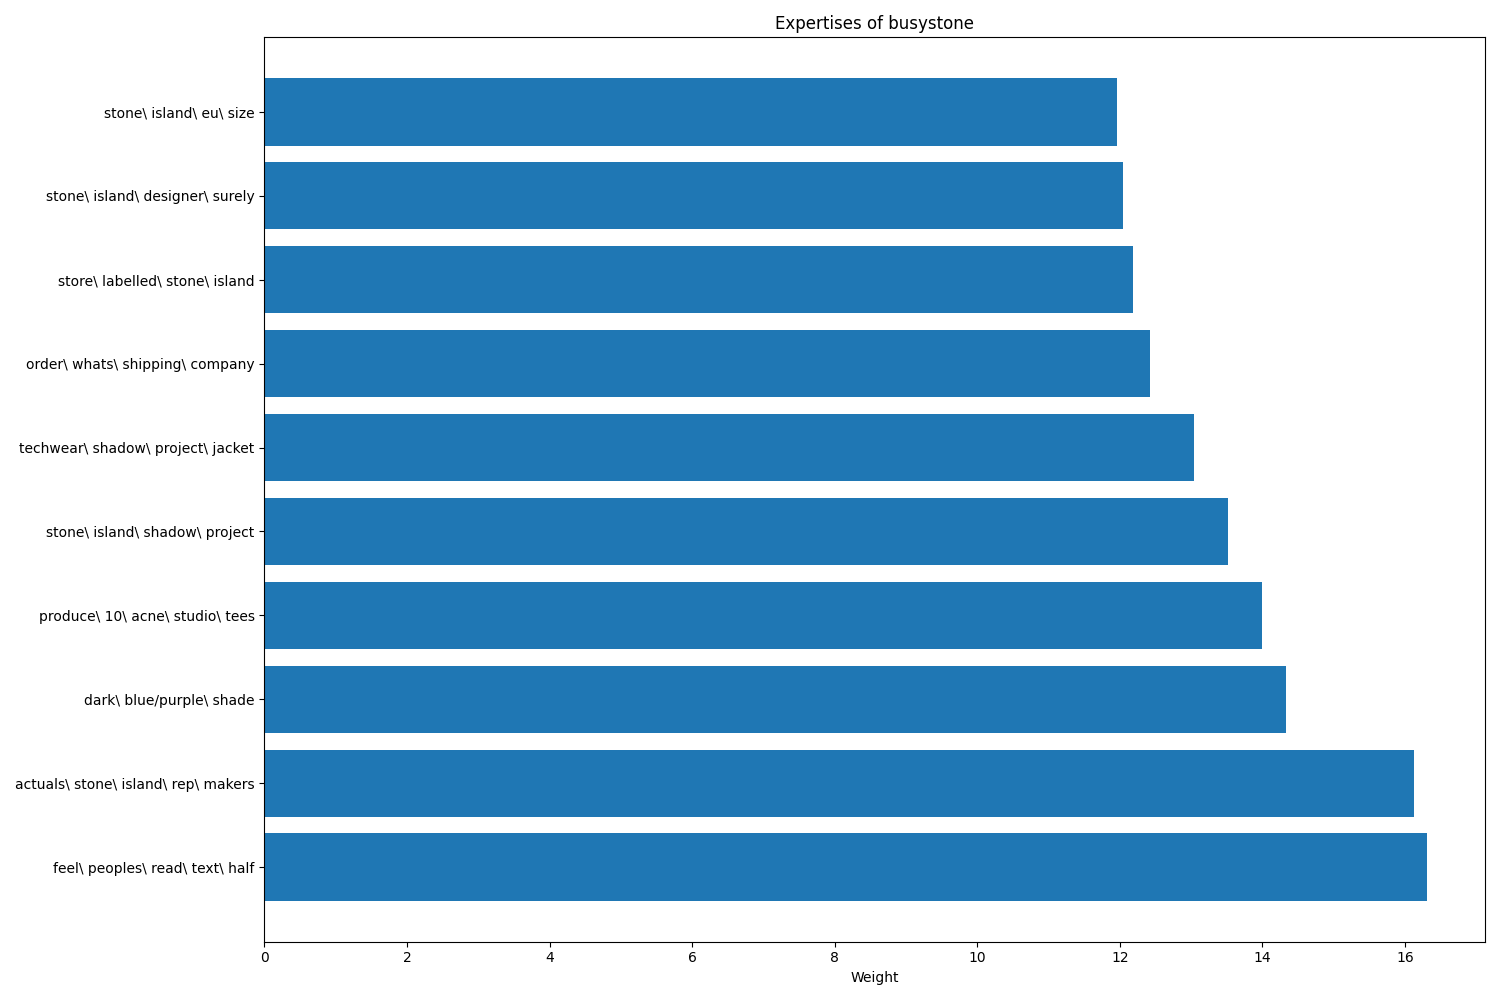 Expertises of busystone
stone\ island\ eu\ size
stone\ island\ designer\ surely
store\ labelled\ stone\ island
order\ whats\ shipping\ company
techwear\ shadow\ project\ jacket
stone\ island\ shadow\ project
produce\ 10\ acne\ studio\ tees
dark\ blue/purple\ shade
actuals\ stone\ island\ rep\ makers
feel\ peoples\ read\ text\ half
0 2 4 6 8 10 12 14 16
Weight